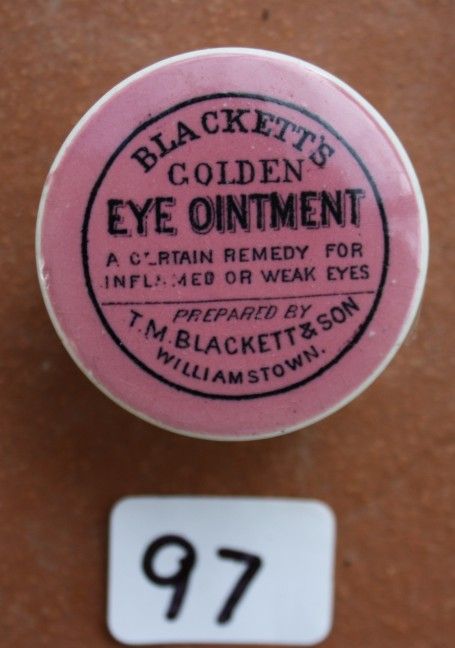 BLACKETT'S
GOLDEN
EYE OINTMENT
A CERTAIN REMEDY FOR
INFLAMED OR WEAK EYES
PREPARED BY
T.M. BLACKETT & SON
WILLIAMSTOWN.
97